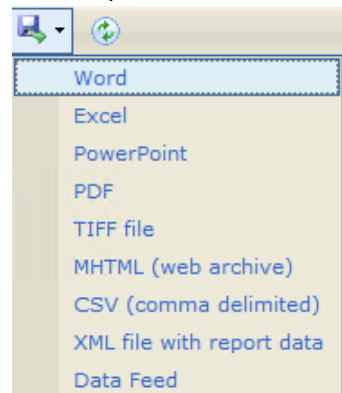 Word
Excel
PowerPoint
PDF
TIFF file
MHTML (web archive)
CSV (comma delimited)
XML file with report data
Data Feed